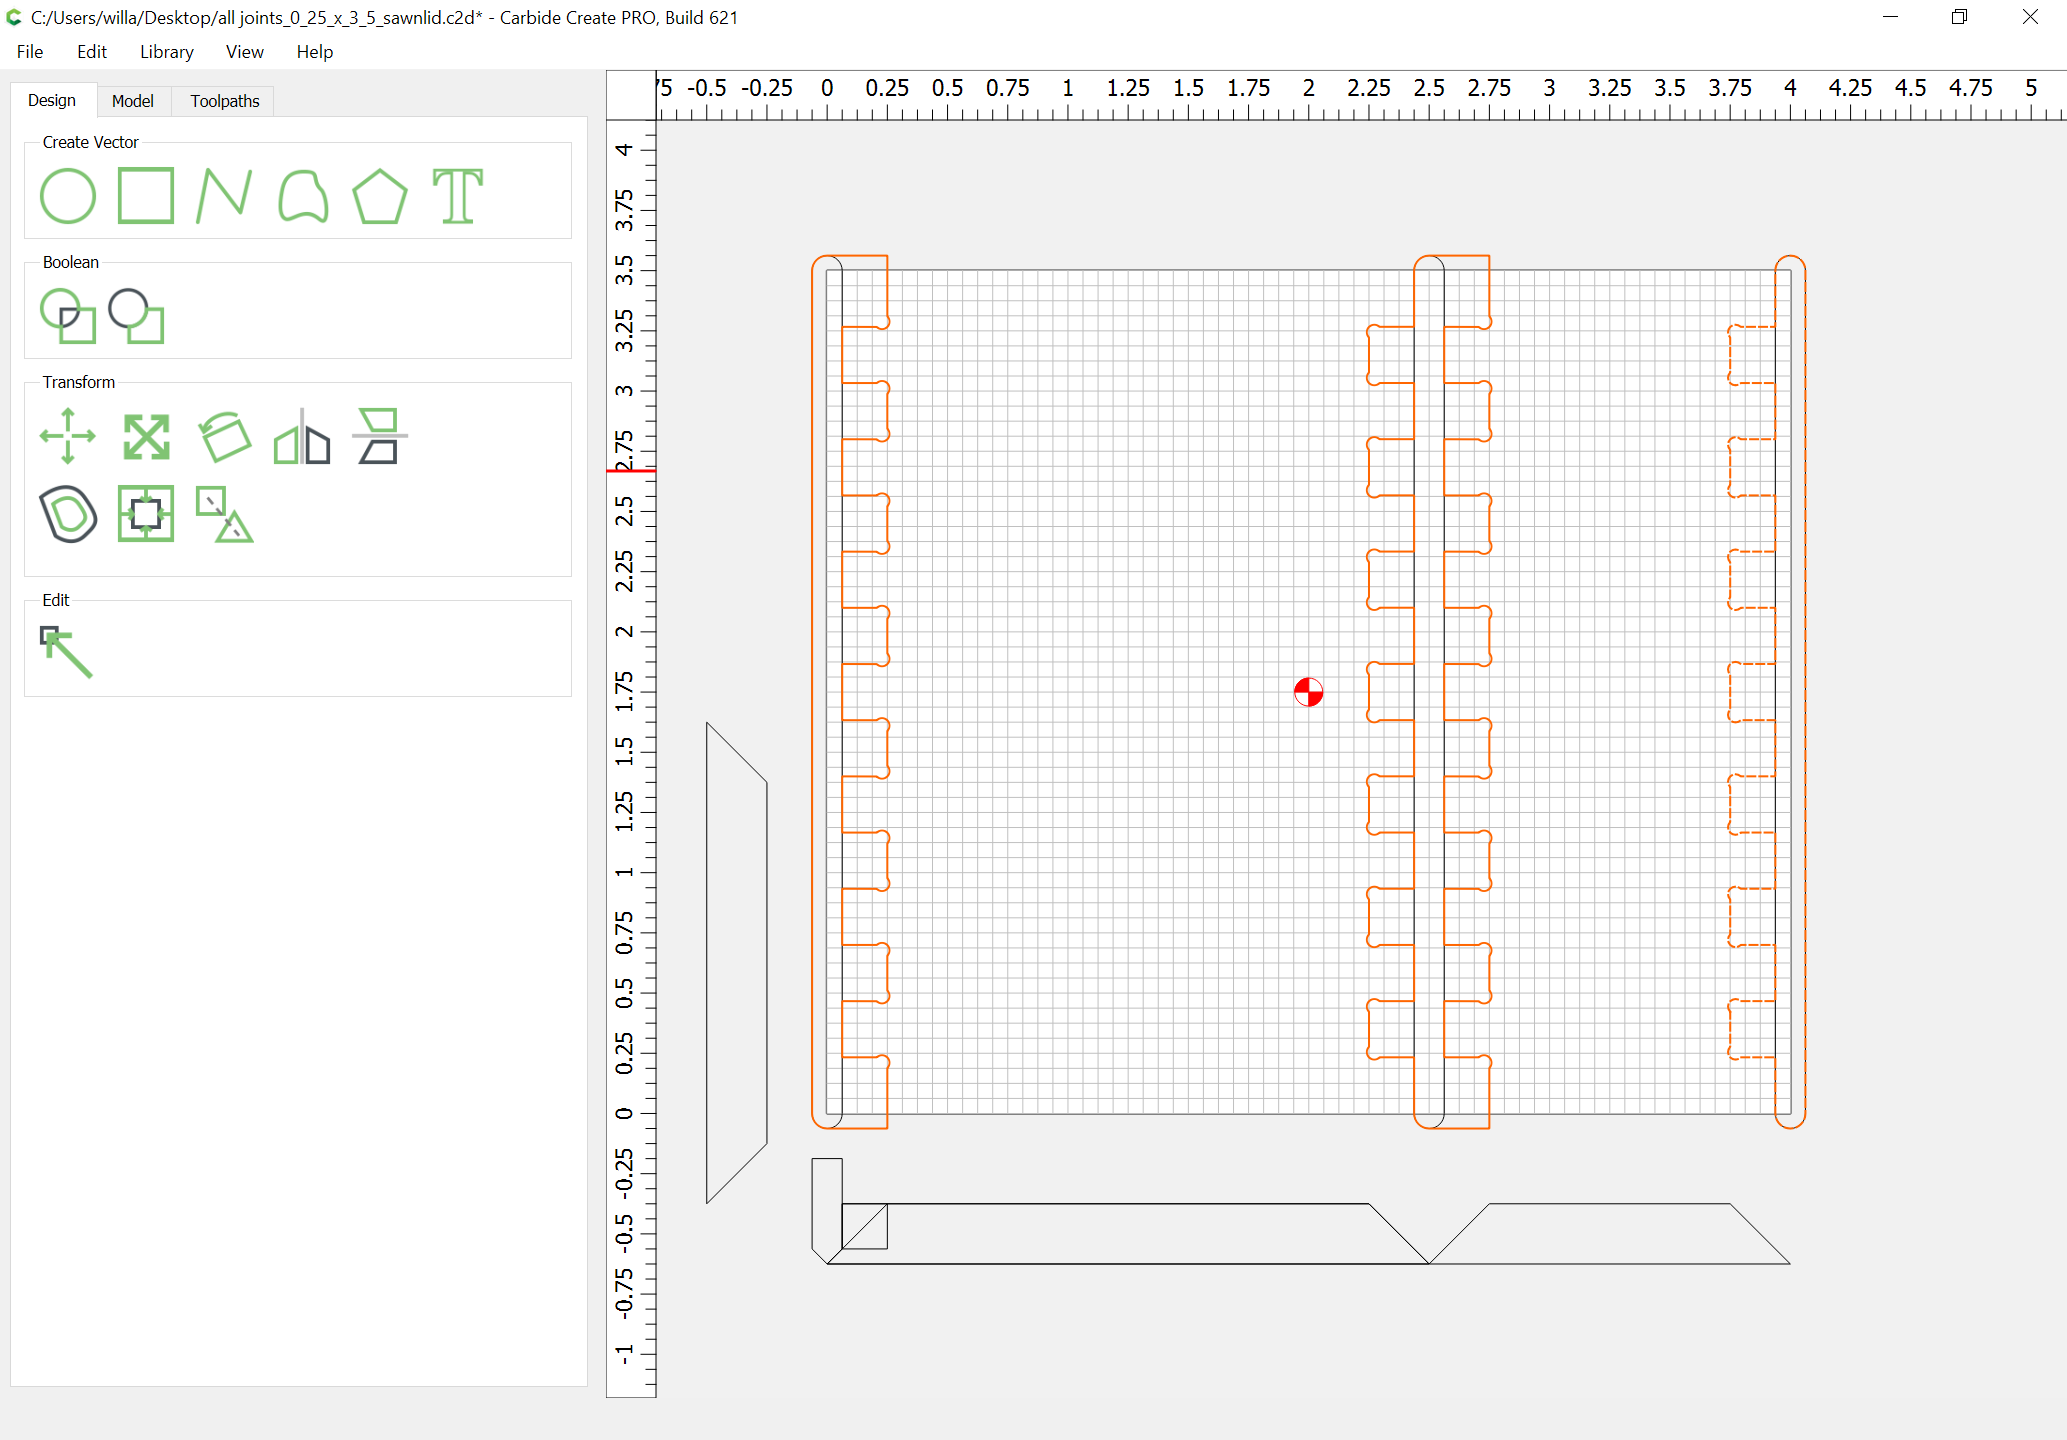 C:/Users/willa/Desktop/all joints_0_25_x_3_5_sawnlid.c2d* - Carbide Create PRO, Build 621
File Edit Library View Help
Design Model Toolpaths
Create Vector
Boolean
Transform
Edit
75 -0.5 -0.25 0 0.25 0.5 0.75 1 1.25 1.5 1.75 2 2.25 2.5 2.75 3 3.25 3.5 3.75 4 4.25 4.5 4.75 5
4
3.75
3.5
3.25
3
2.75
2.5
2.25
2
1.75
1.5
1.25
1
0.75
0.5
0.25
0
-0.25
-0.5
-0.75
-1